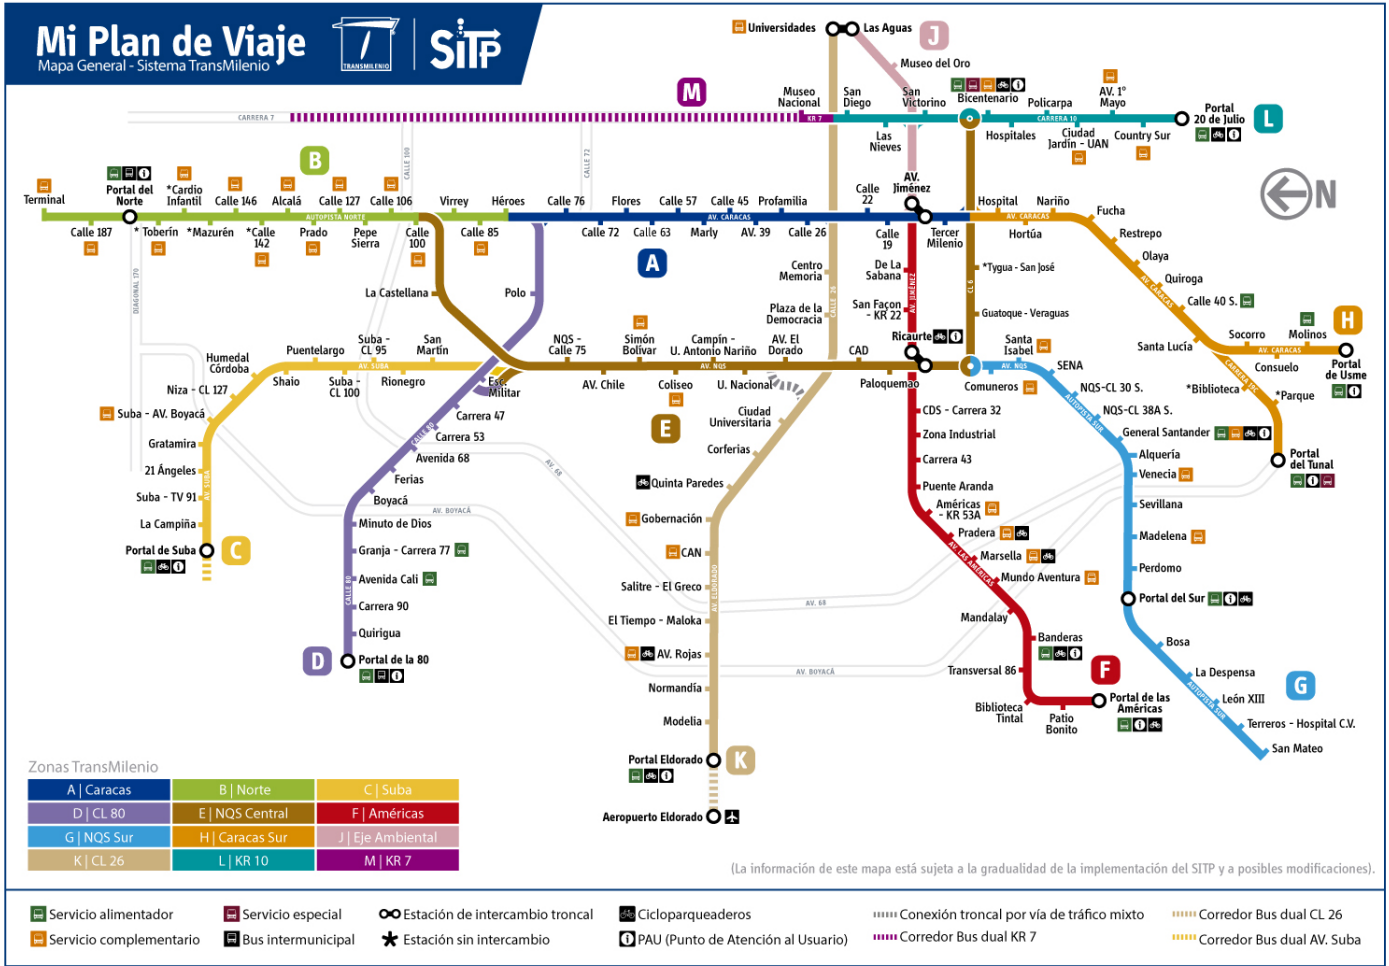 Mi Plan de Viaje
Mapa General - Sistema TransMilenio
TRANSMILENIO
SiTP
Universidades
Las Aguas
J
Museo del Oro
M
Museo
Nacional
San
Diego
San
Victorino
Bicentenario
Policarpa
AV. 1°
Mayo
Portal
20 de Julio
L
CARRERA 7
KR 7
CARRERA 10
Las
Nieves
Hospitales
Ciudad
Jardín - UAN
Country Sur
CALLE 100
CALLE 72
B
N
Terminal
Portal del
Norte
*Cardio
Infantil
Calle 146
Alcalá
Calle 127
Calle 106
Virrey
Héroes
Calle 76
Flores
Calle 57
Calle 45
Profamilia
Calle
22
AV.
Jiménez
Hospital
Nariño
AUTOPISTA NORTE
AV. CARACAS
AV. CARACAS
Calle 187
* Toberín
*Mazurén
*Calle
142
Prado
Pepe
Sierra
Calle
100
Calle 85
Calle 72
Calle 63
Marly
AV. 39
Calle 26
Calle
19
Tercer
Milenio
Hortúa
Fucha
Restrepo
Olaya
Quiroga
Calle 40 S.
AV. CARACAS
Santa Lucía
Socorro
Molinos
H
AV. CARACAS
Consuelo
Portal
de Usme
CARRERA 18C
*Biblioteca
*Parque
Portal
del Tunal
A
DIAGONAL 170
La Castellana
Polo
Centro
Memoria
Plaza de la
Democracia
CALLE 26
De La
Sabana
San Façon
- KR 22
AV. JIMÉNEZ
Ricaurte
*Tygua - San José
CL 6
Guatoque - Veraguas
Humedal
Córdoba
Puentelargo
Suba -
CL 95
San
Martín
NQS -
Calle 75
Simón
Bolívar
Campín -
U. Antonio Nariño
AV. El
Dorado
CAD
Santa
Isabel
SENA
AV. SUBA
AV. NQS
AV. NQS
Niza - CL 127
Shaio
Suba -
CL 100
Rionegro
Esc.
Militar
AV. Chile
Coliseo
U. Nacional
Paloquemao
Comuneros
NQS-CL 30 S.
AUTOPISTA SUR
NQS-CL 38A S.
General Santander
Alquería
Venecia
Sevillana
Madelena
Perdomo
Portal del Sur
Bosa
La Despensa
León XIII
AUTOPISTA SUR
Terreros - Hospital C.V.
San Mateo
G
Suba - AV. Boyacá
Gratamira
21 Ángeles
AV. SUBA
Suba - TV 91
La Campiña
Portal de Suba
C
Carrera 47
CALLE 80
Carrera 53
Avenida 68
Ferias
Boyacá
Minuto de Dios
Granja - Carrera 77
Avenida Cali
CALLE 80
Carrera 90
Quirigua
Portal de la 80
D
E
AV. 68
AV. BOYACÁ
Ciudad
Universitaria
Corferias
Quinta Paredes
Gobernación
CAN
Salitre - El Greco
AV. ELDORADO
El Tiempo - Maloka
AV. Rojas
Normandía
Modelia
Portal Eldorado
K
Aeropuerto Eldorado
AV. 68
AV. BOYACÁ
CDS - Carrera 32
Zona Industrial
Carrera 43
Puente Aranda
Américas
- KR 53A
Pradera
Marsella
AV. LAS AMÉRICAS
Mundo Aventura
Mandalay
Banderas
Transversal 86
F
Biblioteca
Tintal
Patio
Bonito
Portal de las
Américas
Zonas TransMilenio
A | Caracas
B | Norte
C | Suba
D | CL 80
E | NQS Central
F | Américas
G | NQS Sur
H | Caracas Sur
J | Eje Ambiental
K | CL 26
L | KR 10
M | KR 7
(La información de este mapa está sujeta a la gradualidad de la implementación del SITP y a posibles modificaciones).
Servicio alimentador
Servicio especial
Estación de intercambio troncal
Cicloparqueaderos
Conexión troncal por vía de tráfico mixto
Corredor Bus dual CL 26
Servicio complementario
Bus intermunicipal
Estación sin intercambio
PAU (Punto de Atención al Usuario)
Corredor Bus dual KR 7
Corredor Bus dual AV. Suba